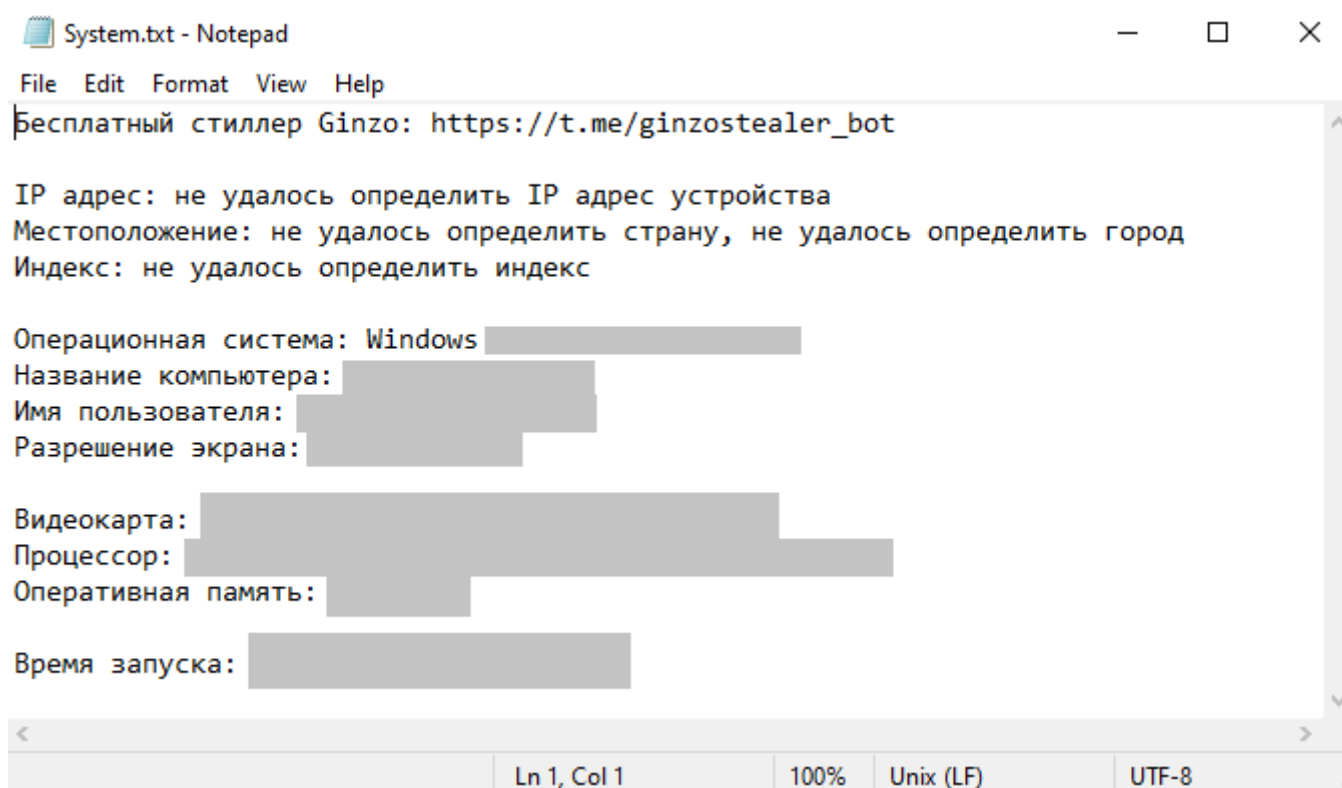 System.txt - Notepad
File Edit Format View Help
Бесплатный стиллер Ginzo: https://t.me/ginzostealer_bot
IP адрес: не удалось определить IP адрес устройства
Местоположение: не удалось определить страну, не удалось определить город
Индекс: не удалось определить индекс
Операционная система: Windows
Название компьютера:
Имя пользователя:
Разрешение экрана:
Видеокарта:
Процессор:
Оперативная память:
Время запуска:
Ln 1, Col 1 100% Unix (LF) UTF-8